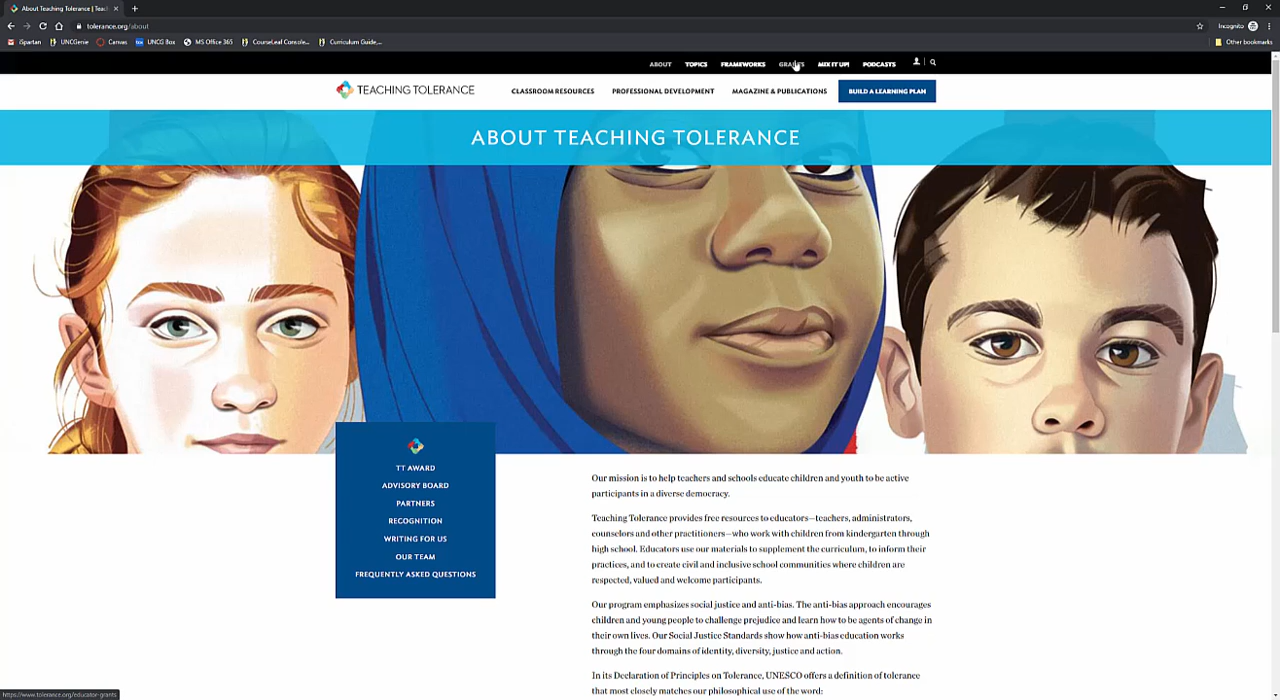 About Teaching Tolerance | Teach
tolerance.org/about
Incognito
iSpartan
UNCGenie
Canvas
UNCG Box
MS Office 365
CourseLeaf Console...
Curriculum Guide,...
Other bookmarks
ABOUT
TOPICS
FRAMEWORKS
GRANTS
MIX IT UP!
PODCASTS
TEACHING TOLERANCE
CLASSROOM RESOURCES
PROFESSIONAL DEVELOPMENT
MAGAZINE & PUBLICATIONS
BUILD A LEARNING PLAN
ABOUT TEACHING TOLERANCE
TT AWARD
ADVISORY BOARD
PARTNERS
RECOGNITION
WRITING FOR US
OUR TEAM
FREQUENTLY ASKED QUESTIONS
Our mission is to help teachers and schools educate children and youth to be active
participants in a diverse democracy.
Teaching Tolerance provides free resources to educators—teachers, administrators,
counselors and other practitioners—who work with children from kindergarten through
high school. Educators use our materials to supplement the curriculum, to inform their
practices, and to create civil and inclusive school communities where children are
respected, valued and welcome participants.
Our program emphasizes social justice and anti-bias. The anti-bias approach encourages
children and young people to challenge prejudice and learn how to be agents of change in
their own lives. Our Social Justice Standards show how anti-bias education works
through the four domains of identity, diversity, justice and action.
In its Declaration of Principles on Tolerance, UNESCO offers a definition of tolerance
that most closely matches our philosophical use of the word:
https://www.tolerance.org/educator-grants